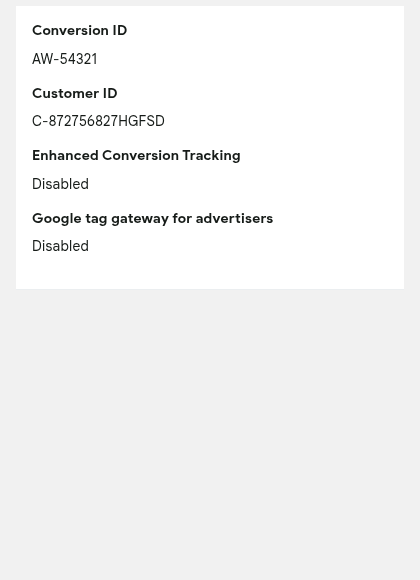 Conversion ID
AW-54321
Customer ID
C-872756827HGFSD
Enhanced Conversion Tracking
Disabled
Google tag gateway for advertisers
Disabled